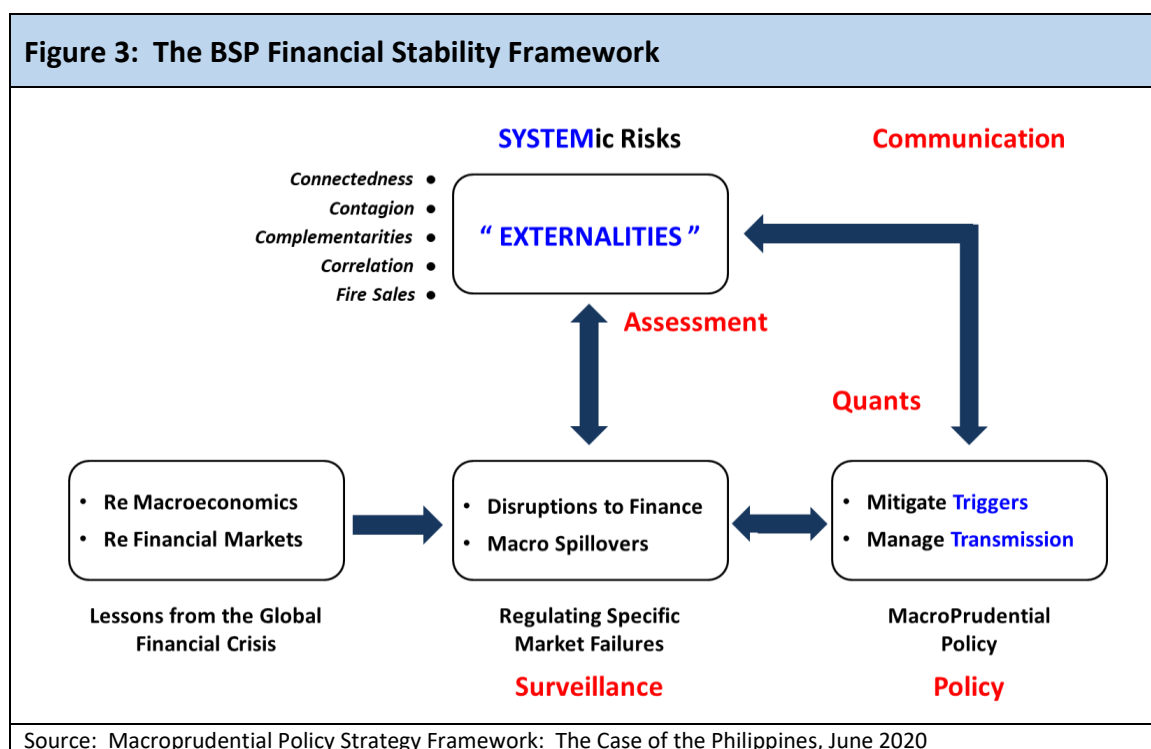 Figure 3: The BSP Financial Stability Framework
SYSTEMic Risks
Communication
Connectedness ●
Contagion ●
Complementarities ●
Correlation ●
Fire Sales ●
“ EXTERNALITIES ”
Assessment
Quants
• Re Macroeconomics
• Re Financial Markets
• Disruptions to Finance
• Macro Spillovers
• Mitigate Triggers
• Manage Transmission
Lessons from the Global
Financial Crisis
Regulating Specific
Market Failures
MacroPrudential
Policy
Surveillance
Policy
Source: Macroprudential Policy Strategy Framework: The Case of the Philippines, June 2020